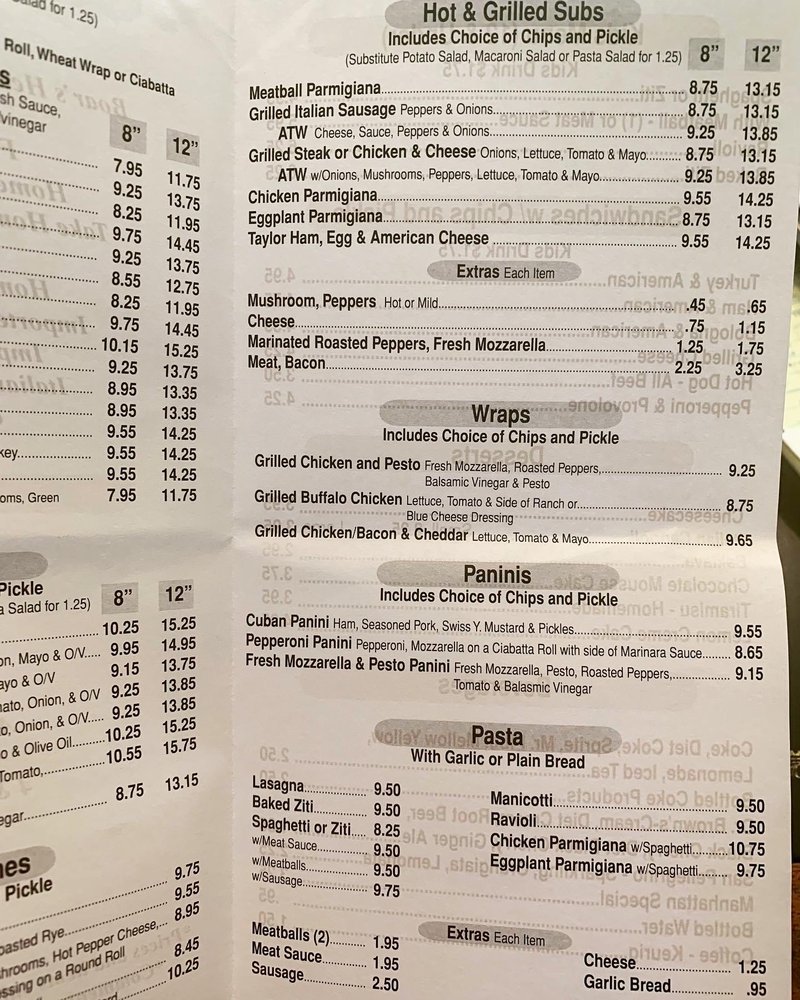 alad for 1.25)
Roll, Wheat Wrap or Ciabatta
s
sh Sauce,
vinegar
8” 12”
7.95 11.75
9.25 13.75
8.25 11.95
9.75 14.45
9.25 13.75
8.55 12.75
8.25 11.95
9.75 14.45
10.15 15.25
9.25 13.75
8.95 13.35
8.95 13.35
9.55 14.25
key 9.55 14.25
9.55 14.25
oms, Green 7.95 11.75
Pickle
a Salad for 1.25) 8” 12”
10.25 15.25
on, Mayo & O/V..... 9.95 14.95
ayo & O/V 9.15 13.75
nato, Onion, & O/V 9.25 13.85
o, Onion, & O/V..... 9.25 13.85
o & Olive Oil.......... 10.25 15.25
Tomato,.......... 10.55 15.75
egar.......... 8.75 13.15
nes
Pickle
9.75
9.55
oasted Rye.......... 8.95
shrooms, Hot Pepper Cheese,...
ssing on a Round Roll 8.45
10.25
Hot & Grilled Subs
Includes Choice of Chips and Pickle
(Substitute Potato Salad, Macaroni Salad or Pasta Salad for 1.25) 8” 12”
Meatball Parmigiana.......... 8.75 13.15
Grilled Italian Sausage Peppers & Onions.......... 8.75 13.15
ATW Cheese, Sauce, Peppers & Onions.......... 9.25 13.85
Grilled Steak or Chicken & Cheese Onions, Lettuce, Tomato & Mayo.......... 8.75 13.15
ATW w/Onions, Mushrooms, Peppers, Lettuce, Tomato & Mayo.......... 9.25 13.85
Chicken Parmigiana.......... 9.55 14.25
Eggplant Parmigiana.......... 8.75 13.15
Taylor Ham, Egg & American Cheese .......... 9.55 14.25
Extras Each Item
Mushroom, Peppers Hot or Mild.......... .45 .65
Cheese.......... .75 1.15
Marinated Roasted Peppers, Fresh Mozzarella.......... 1.25 1.75
Meat, Bacon.......... 2.25 3.25
Wraps
Includes Choice of Chips and Pickle
Grilled Chicken and Pesto Fresh Mozzarella, Roasted Peppers,.......... 9.25
Balsamic Vinegar & Pesto
Grilled Buffalo Chicken Lettuce, Tomato & Side of Ranch or.......... 8.75
Blue Cheese Dressing
Grilled Chicken/Bacon & Cheddar Lettuce, Tomato & Mayo.......... 9.65
Paninis
Includes Choice of Chips and Pickle
Cuban Panini Ham, Seasoned Pork, Swiss Y. Mustard & Pickles.......... 9.55
Pepperoni Panini Pepperoni, Mozzarella on a Ciabatta Roll with side of Marinara Sauce........ 8.65
Fresh Mozzarella & Pesto Panini Fresh Mozzarella, Pesto, Roasted Peppers,.......... 9.15
Tomato & Balasmic Vinegar
Pasta
With Garlic or Plain Bread
Lasagna.......... 9.50
Baked Ziti.......... 9.50
Spaghetti or Ziti..... 8.25
w/Meat Sauce.......... 9.50
w/Meatballs.......... 9.50
w/Sausage.......... 9.75
Manicotti.......... 9.50
Ravioli.......... 9.50
Chicken Parmigiana w/Spaghetti..........10.75
Eggplant Parmigiana w/Spaghetti.......... 9.75
Extras Each Item
Meatballs (2).......... 1.95
Meat Sauce.......... 1.95
Sausage.......... 2.50
Cheese.......... 1.25
Garlic Bread.......... .95